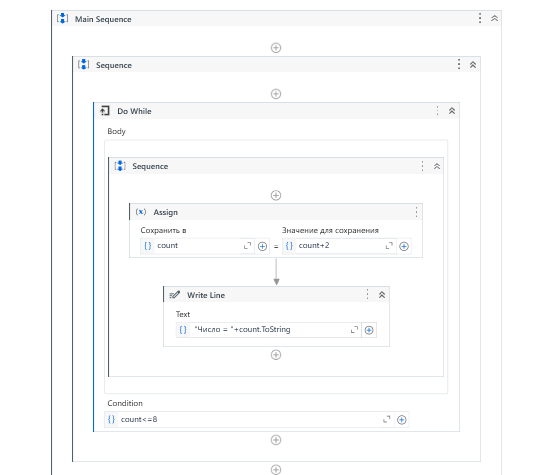 Main Sequence
Sequence
Do While
Body
Sequence
Assign
Сохранить в
Значение для сохранения
count = count+2
Write Line
Text
"Число = "+count.ToString
Condition
count<=8